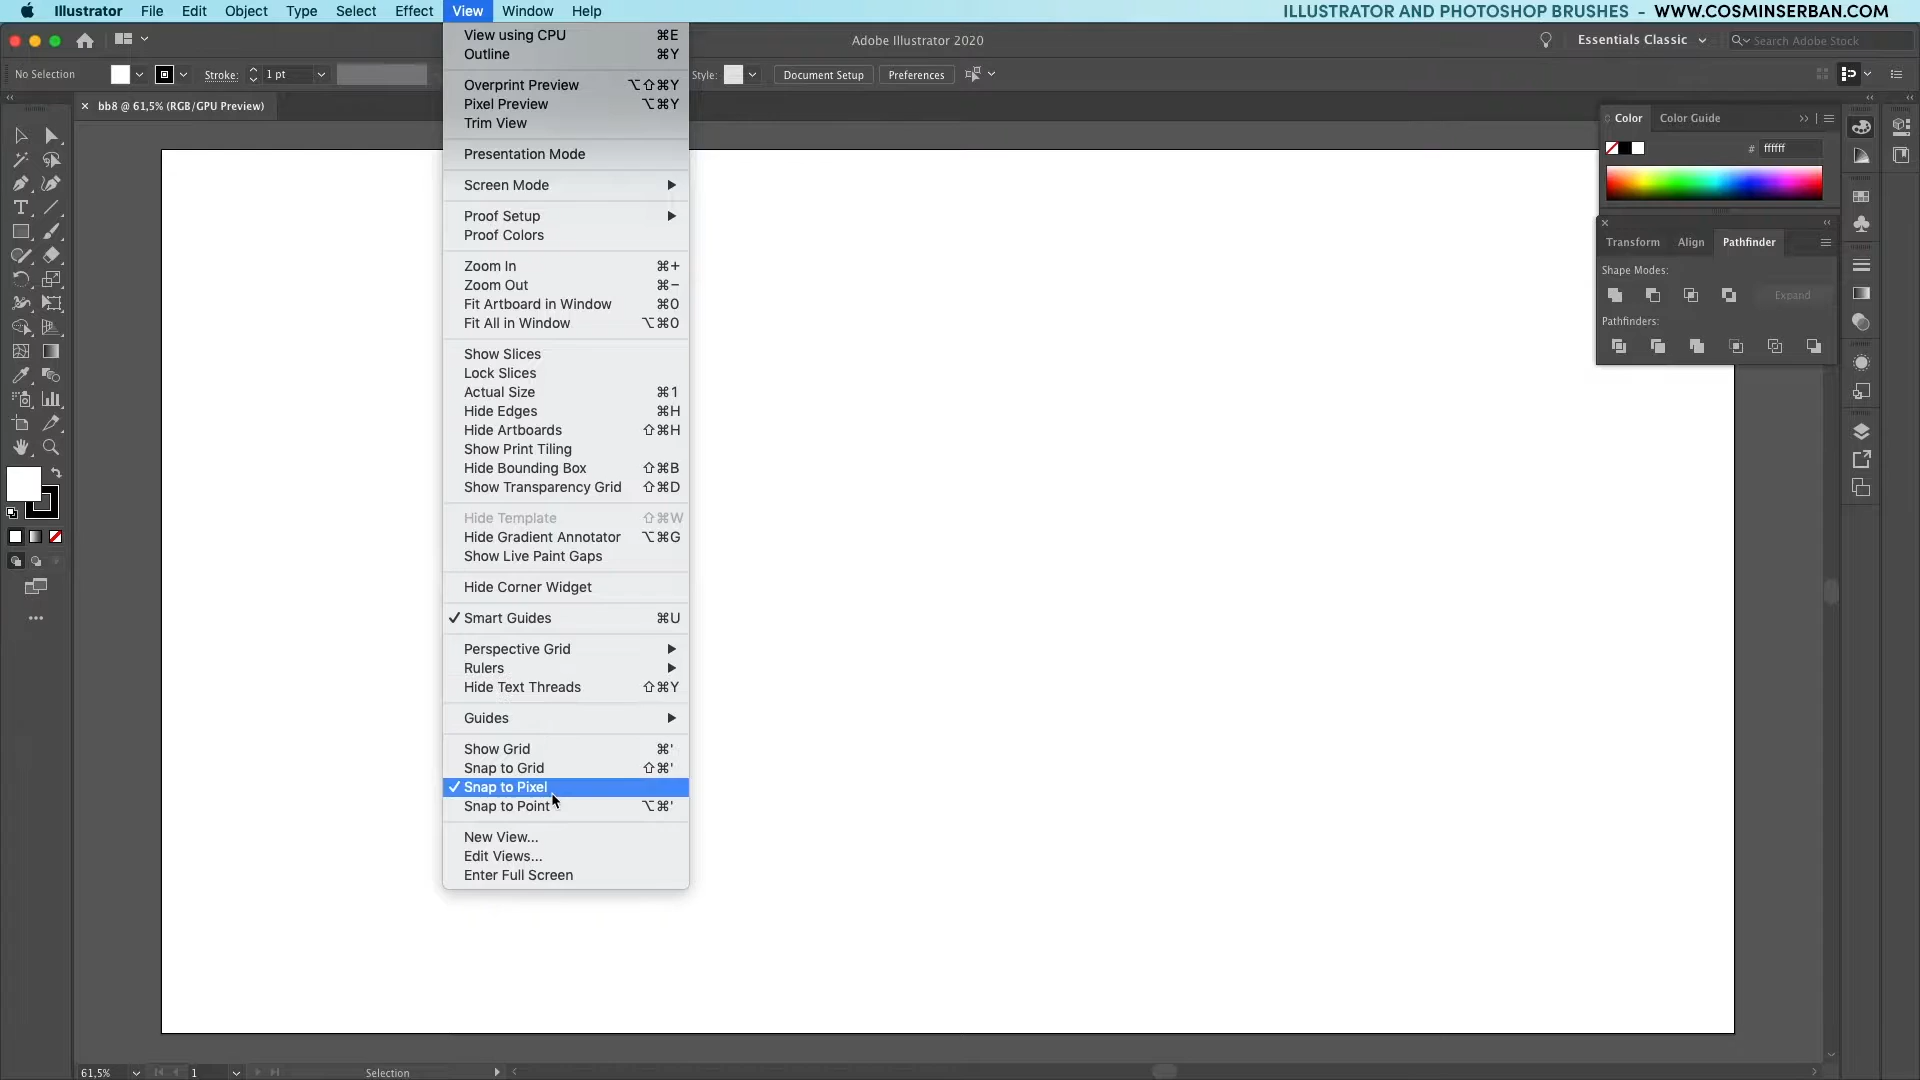 Illustrator File Edit Object Type Select Effect View Window Help
ILLUSTRATOR AND PHOTOSHOP BRUSHES - WWW.COSMINSERBAN.COM
Adobe Illustrator 2020
Essentials Classic
Search Adobe Stock
No Selection
Stroke:
1 pt
Style:
Document Setup
Preferences
× bb8 @ 61,5% (RGB/GPU Preview)
View using CPU ⌘E
Outline ⌘Y
Overprint Preview ⌥⇧⌘Y
Pixel Preview ⌥⌘Y
Trim View
Presentation Mode
Screen Mode
Proof Setup
Proof Colors
Zoom In ⌘+
Zoom Out ⌘−
Fit Artboard in Window ⌘0
Fit All in Window ⌥⌘0
Show Slices
Lock Slices
Actual Size ⌘1
Hide Edges ⌘H
Hide Artboards ⇧⌘H
Show Print Tiling
Hide Bounding Box ⇧⌘B
Show Transparency Grid ⇧⌘D
Hide Template ⇧⌘W
Hide Gradient Annotator ⌥⌘G
Show Live Paint Gaps
Hide Corner Widget
✓ Smart Guides ⌘U
Perspective Grid
Rulers
Hide Text Threads ⇧⌘Y
Guides
Show Grid ⌘'
Snap to Grid ⇧⌘'
✓ Snap to Pixel
Snap to Point ⌥⌘'
New View...
Edit Views...
Enter Full Screen
Color
Color Guide
# ffffff
Transform
Align
Pathfinder
Shape Modes:
Expand
Pathfinders:
61,5%
1
Selection